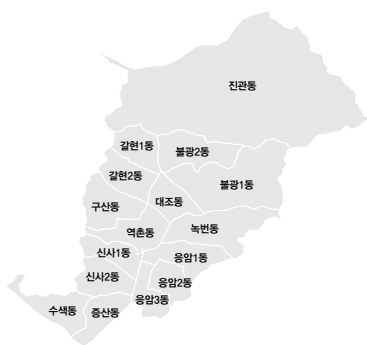 진관동
갈현1동
불광2동
갈현2동
불광1동
구산동
대조동
역촌동
녹번동
신사1동
응암1동
신사2동
응암2동
응암3동
수색동
증산동